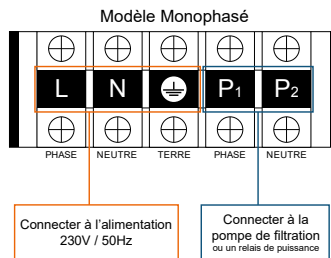 Modèle Monophasé
L N P1 P2
PHASE NEUTRE TERRE PHASE NEUTRE
Connecter à l'alimentation
230V / 50Hz
Connecter à la
pompe de filtration
ou un relais de puissance